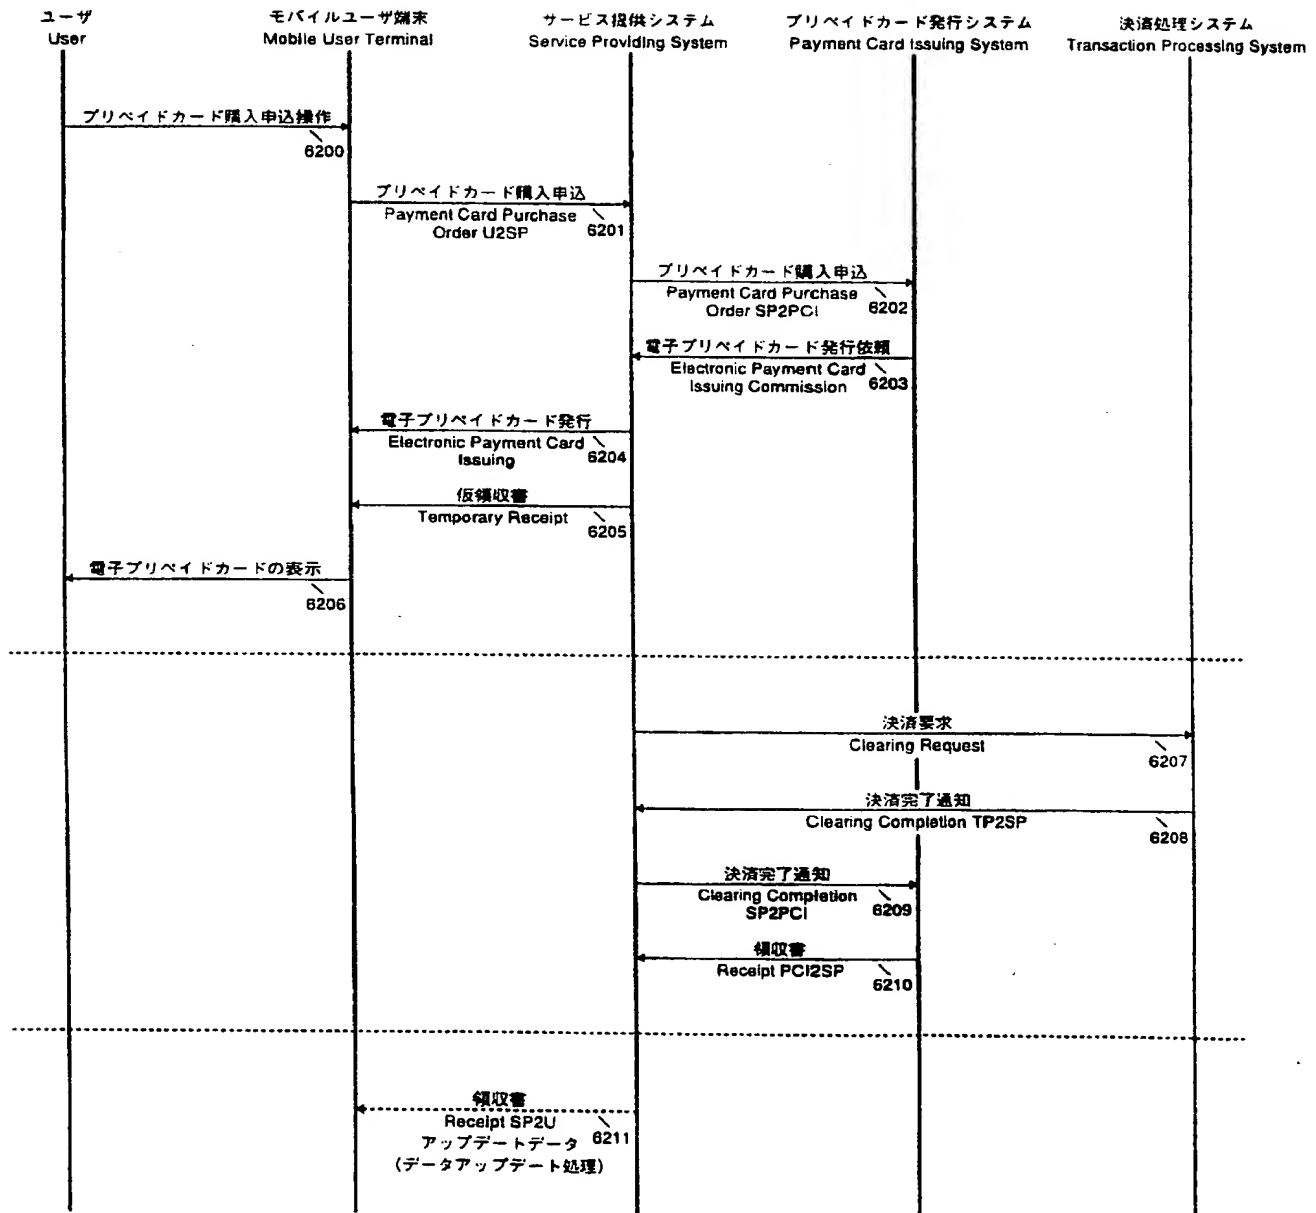 ユーザ
User
モバイルユーザ端末
Mobile User Terminal
サービス提供システム
Service Providing System
プリペイドカード発行システム
Payment Card Issuing System
決済処理システム
Transaction Processing System
プリペイドカード購入申込操作
6200
プリペイドカード購入申込
Payment Card Purchase
Order U2SP
6201
プリペイドカード購入申込
Payment Card Purchase
Order SP2PCI
6202
電子プリペイドカード発行依頼
Electronic Payment Card
Issuing Commission
6203
電子プリペイドカード発行
Electronic Payment Card
Issuing
6204
仮領収書
Temporary Receipt
6205
電子プリペイドカードの表示
6206
決済要求
Clearing Request
6207
決済完了通知
Clearing Completion TP2SP
6208
決済完了通知
Clearing Completion
SP2PCI
6209
領収書
Receipt PCI2SP
6210
領収書
Receipt SP2U
6211
アップデートデータ
(データアップデート処理)